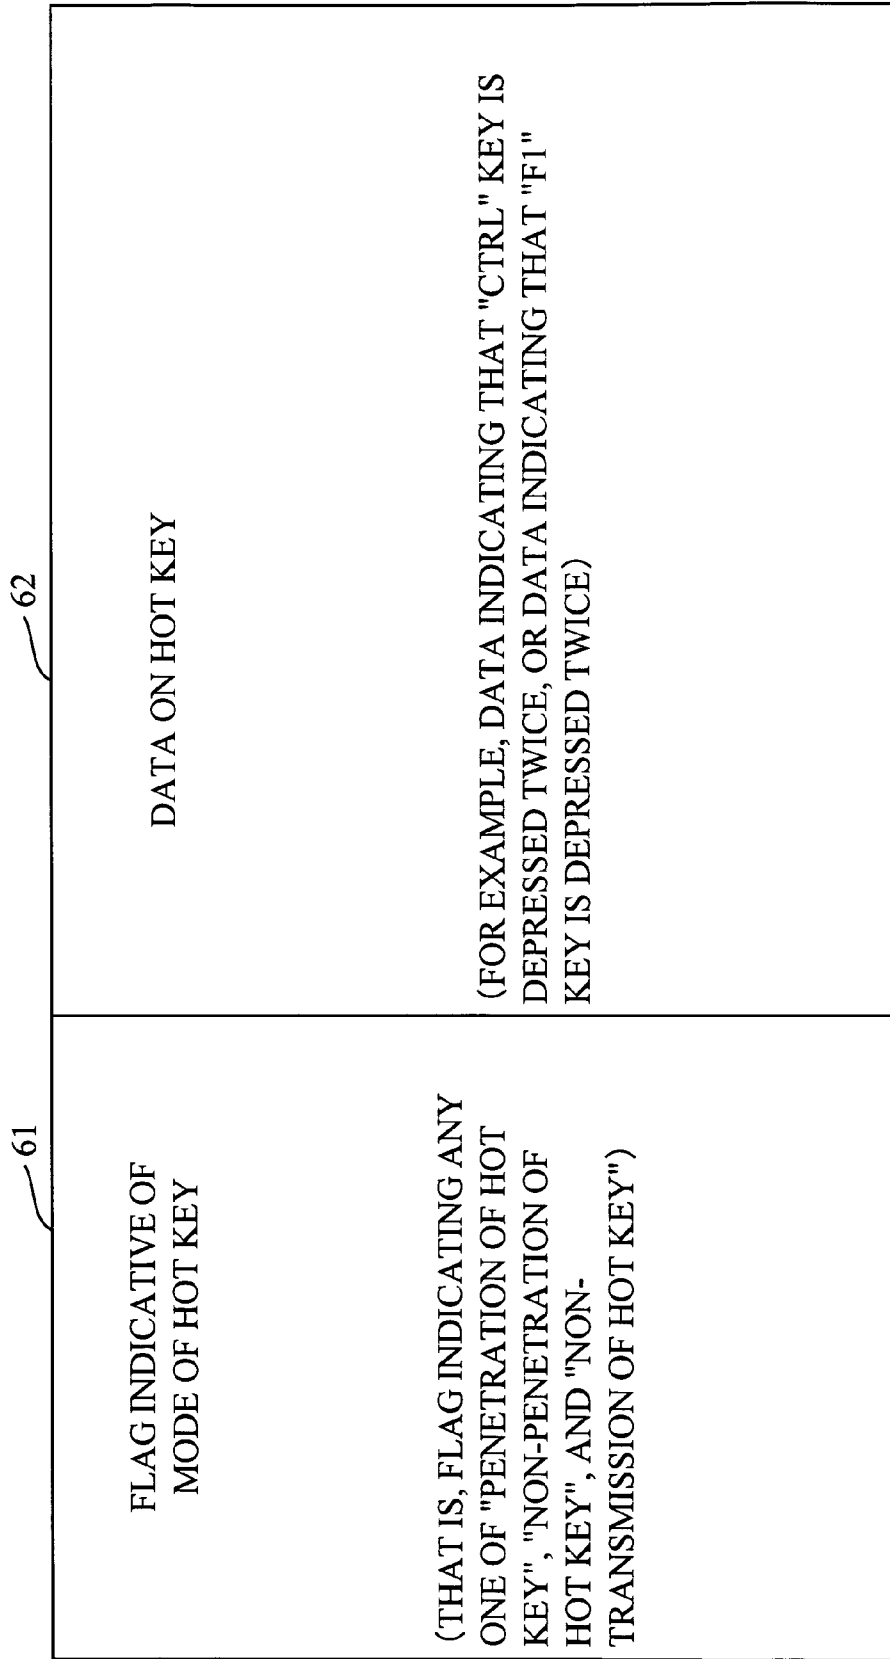 61
62
FLAG INDICATIVE OF
MODE OF HOT KEY
(THAT IS, FLAG INDICATING ANY
ONE OF "PENETRATION OF HOT
KEY", "NON-PENETRATION OF
HOT KEY", AND "NON-
TRANSMISSION OF HOT KEY")
DATA ON HOT KEY
(FOR EXAMPLE, DATA INDICATING THAT "CTRL" KEY IS
DEPRESSED TWICE, OR DATA INDICATING THAT "F1"
KEY IS DEPRESSED TWICE)